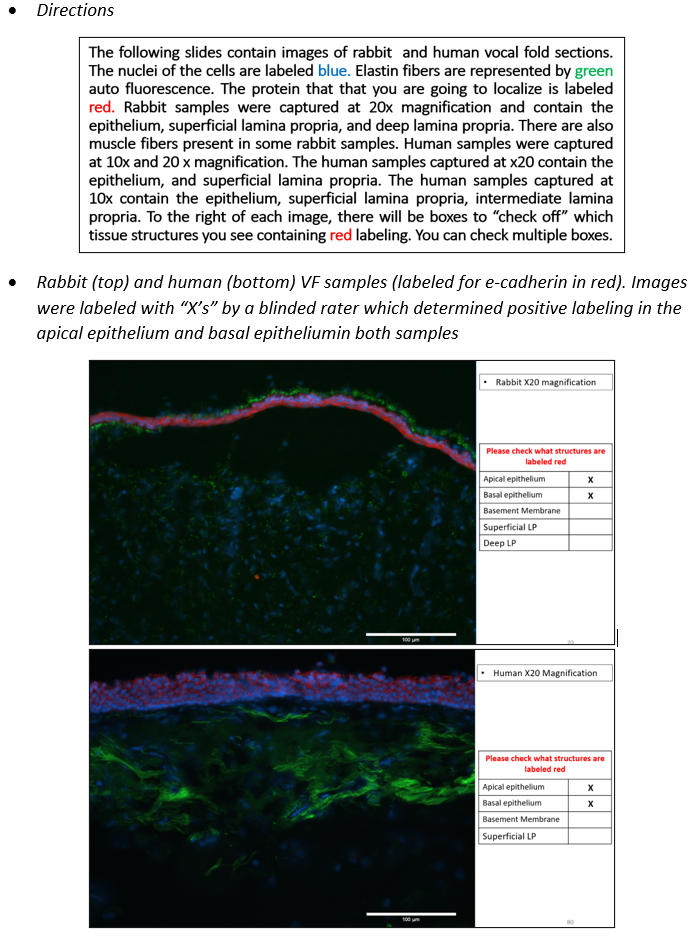 • Directions
The following slides contain images of rabbit and human vocal fold sections.
The nuclei of the cells are labeled blue. Elastin fibers are represented by green
auto fluorescence. The protein that that you are going to localize is labeled
red. Rabbit samples were captured at 20x magnification and contain the
epithelium, superficial lamina propria, and deep lamina propria. There are also
muscle fibers present in some rabbit samples. Human samples were captured
at 10x and 20 x magnification. The human samples captured at x20 contain the
epithelium, and superficial lamina propria. The human samples captured at
10x contain the epithelium, superficial lamina propria, intermediate lamina
propria. To the right of each image, there will be boxes to “check off” which
tissue structures you see containing red labeling. You can check multiple boxes.
• Rabbit (top) and human (bottom) VF samples (labeled for e-cadherin in red). Images
were labeled with “X’s” by a blinded rater which determined positive labeling in the
apical epithelium and basal epitheliumin both samples
• Rabbit X20 magnification
Please check what structures are
labeled red
Apical epithelium X
Basal epithelium X
Basement Membrane
Superficial LP
Deep LP
100 µm
• Human X20 Magnification
Please check what structures are
labeled red
Apical epithelium X
Basal epithelium X
Basement Membrane
Superficial LP
100 µm
80